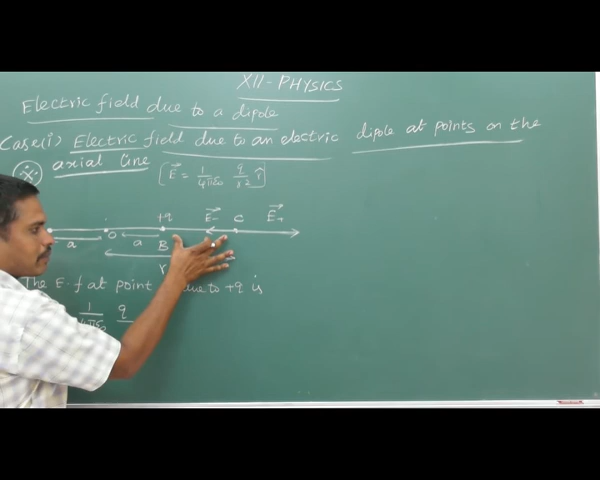 XII - PHYSICS
Electric field due to a dipole
Case(i) Electric field due to an electric dipole at points on the
axial line [E⃗ = 1/4πε₀ q/r² r̂]
+q E⃗₋ C E⃗₊
a O a B
r
The E.f at point due to +q is
1/4πε₀ q